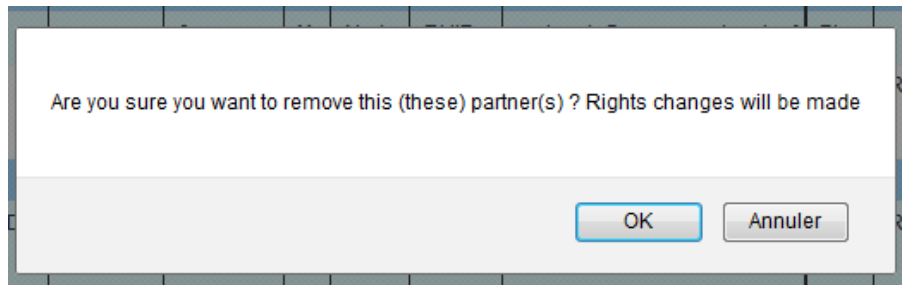 Are you sure you want to remove this (these) partner(s) ? Rights changes will be made
OK
Annuler